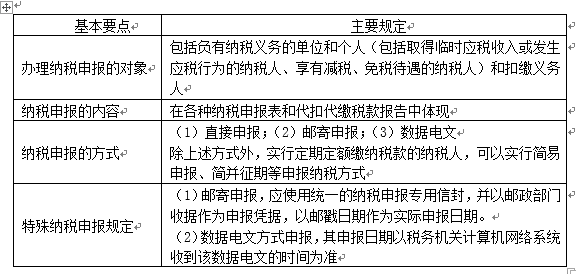 基本要点
主要规定
办理纳税申报的对象
包括负有纳税义务的单位和个人（包括取得临时应税收入或发生
应税行为的纳税人、享有减税、免税待遇的纳税人）和扣缴义务
人
纳税申报的内容
在各种纳税申报表和代扣代缴税款报告中体现
纳税申报的方式
（1）直接申报；（2）邮寄申报；（3）数据电文
除上述方式外，实行定期定额缴纳税款的纳税人，可以实行简易
申报、简并征期等申报纳税方式
特殊纳税申报规定
（1）邮寄申报，应使用统一的纳税申报专用信封，并以邮政部门
收据作为申报凭据，以邮戳日期作为实际申报日期。
（2）数据电文方式申报，其申报日期以税务机关计算机网络系统
收到该数据电文的时间为准